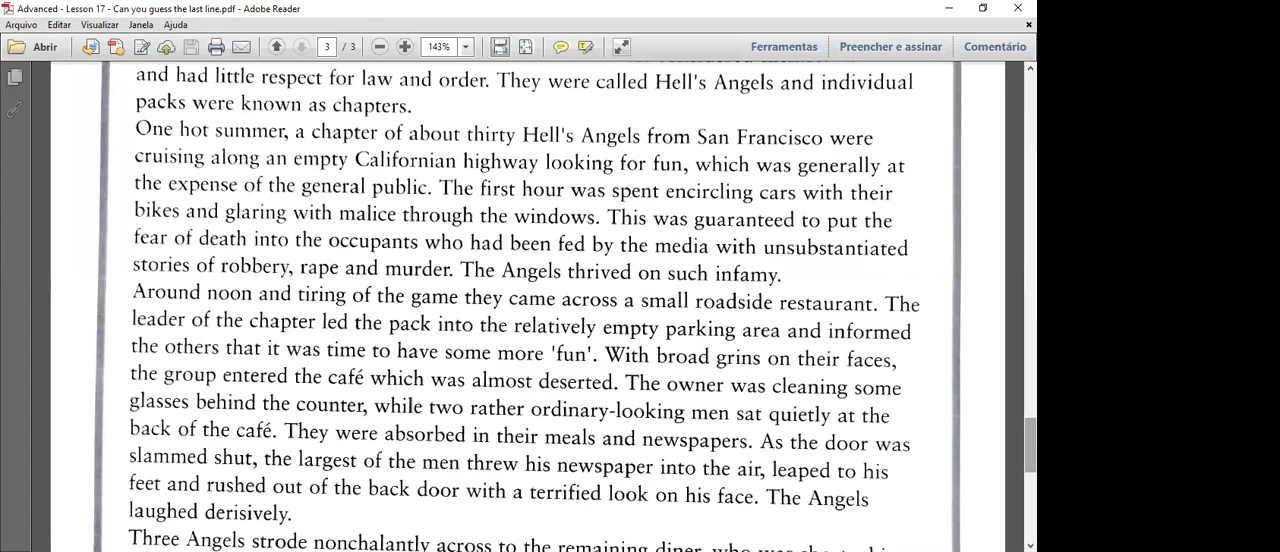 Advanced - Lesson 17 - Can you guess the last line.pdf - Adobe Reader
Arquivo Editar Visualizar Janela Ajuda
Abrir 3 / 3 143% Ferramentas Preencher e assinar Comentário
and had little respect for law and order. They were called Hell's Angels and individual
packs were known as chapters.
One hot summer, a chapter of about thirty Hell's Angels from San Francisco were
cruising along an empty Californian highway looking for fun, which was generally at
the expense of the general public. The first hour was spent encircling cars with their
bikes and glaring with malice through the windows. This was guaranteed to put the
fear of death into the occupants who had been fed by the media with unsubstantiated
stories of robbery, rape and murder. The Angels thrived on such infamy.
Around noon and tiring of the game they came across a small roadside restaurant. The
leader of the chapter led the pack into the relatively empty parking area and informed
the others that it was time to have some more 'fun'. With broad grins on their faces,
the group entered the café which was almost deserted. The owner was cleaning some
glasses behind the counter, while two rather ordinary-looking men sat quietly at the
back of the café. They were absorbed in their meals and newspapers. As the door was
slammed shut, the largest of the men threw his newspaper into the air, leaped to his
feet and rushed out of the back door with a terrified look on his face. The Angels
laughed derisively.
Three Angels strode nonchalantly across to the remaining diner, who was